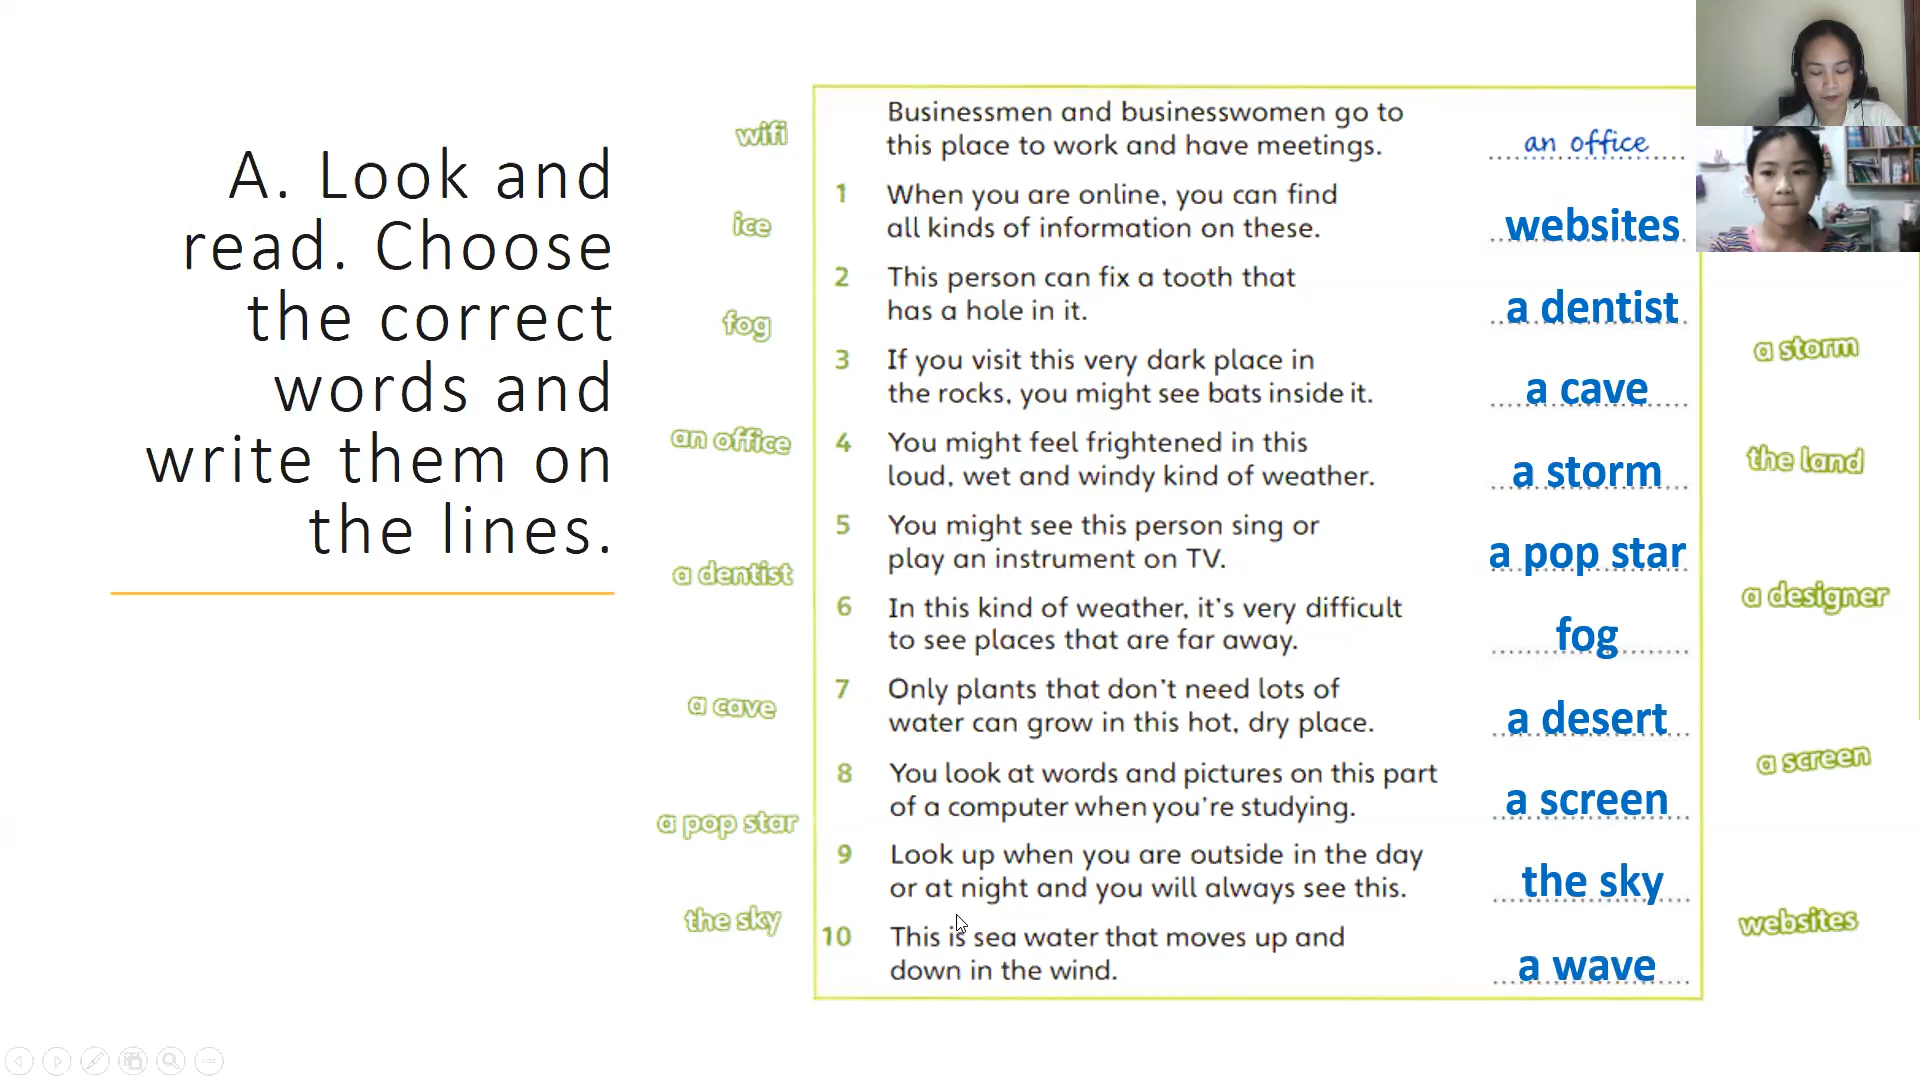 A. Look and
read. Choose
the correct
words and
write them on
the lines.
wifi
ice
fog
an office
a dentist
a cave
a pop star
the sky
Businessmen and businesswomen go to
this place to work and have meetings.
an office
1 When you are online, you can find
all kinds of information on these.
websites
2 This person can fix a tooth that
has a hole in it.
a dentist
3 If you visit this very dark place in
the rocks, you might see bats inside it.
a cave
4 You might feel frightened in this
loud, wet and windy kind of weather.
a storm
5 You might see this person sing or
play an instrument on TV.
a pop star
6 In this kind of weather, it's very difficult
to see places that are far away.
fog
7 Only plants that don't need lots of
water can grow in this hot, dry place.
a desert
8 You look at words and pictures on this part
of a computer when you're studying.
a screen
9 Look up when you are outside in the day
or at night and you will always see this.
the sky
10 This is sea water that moves up and
down in the wind.
a wave
a storm
the land
a designer
a screen
websites